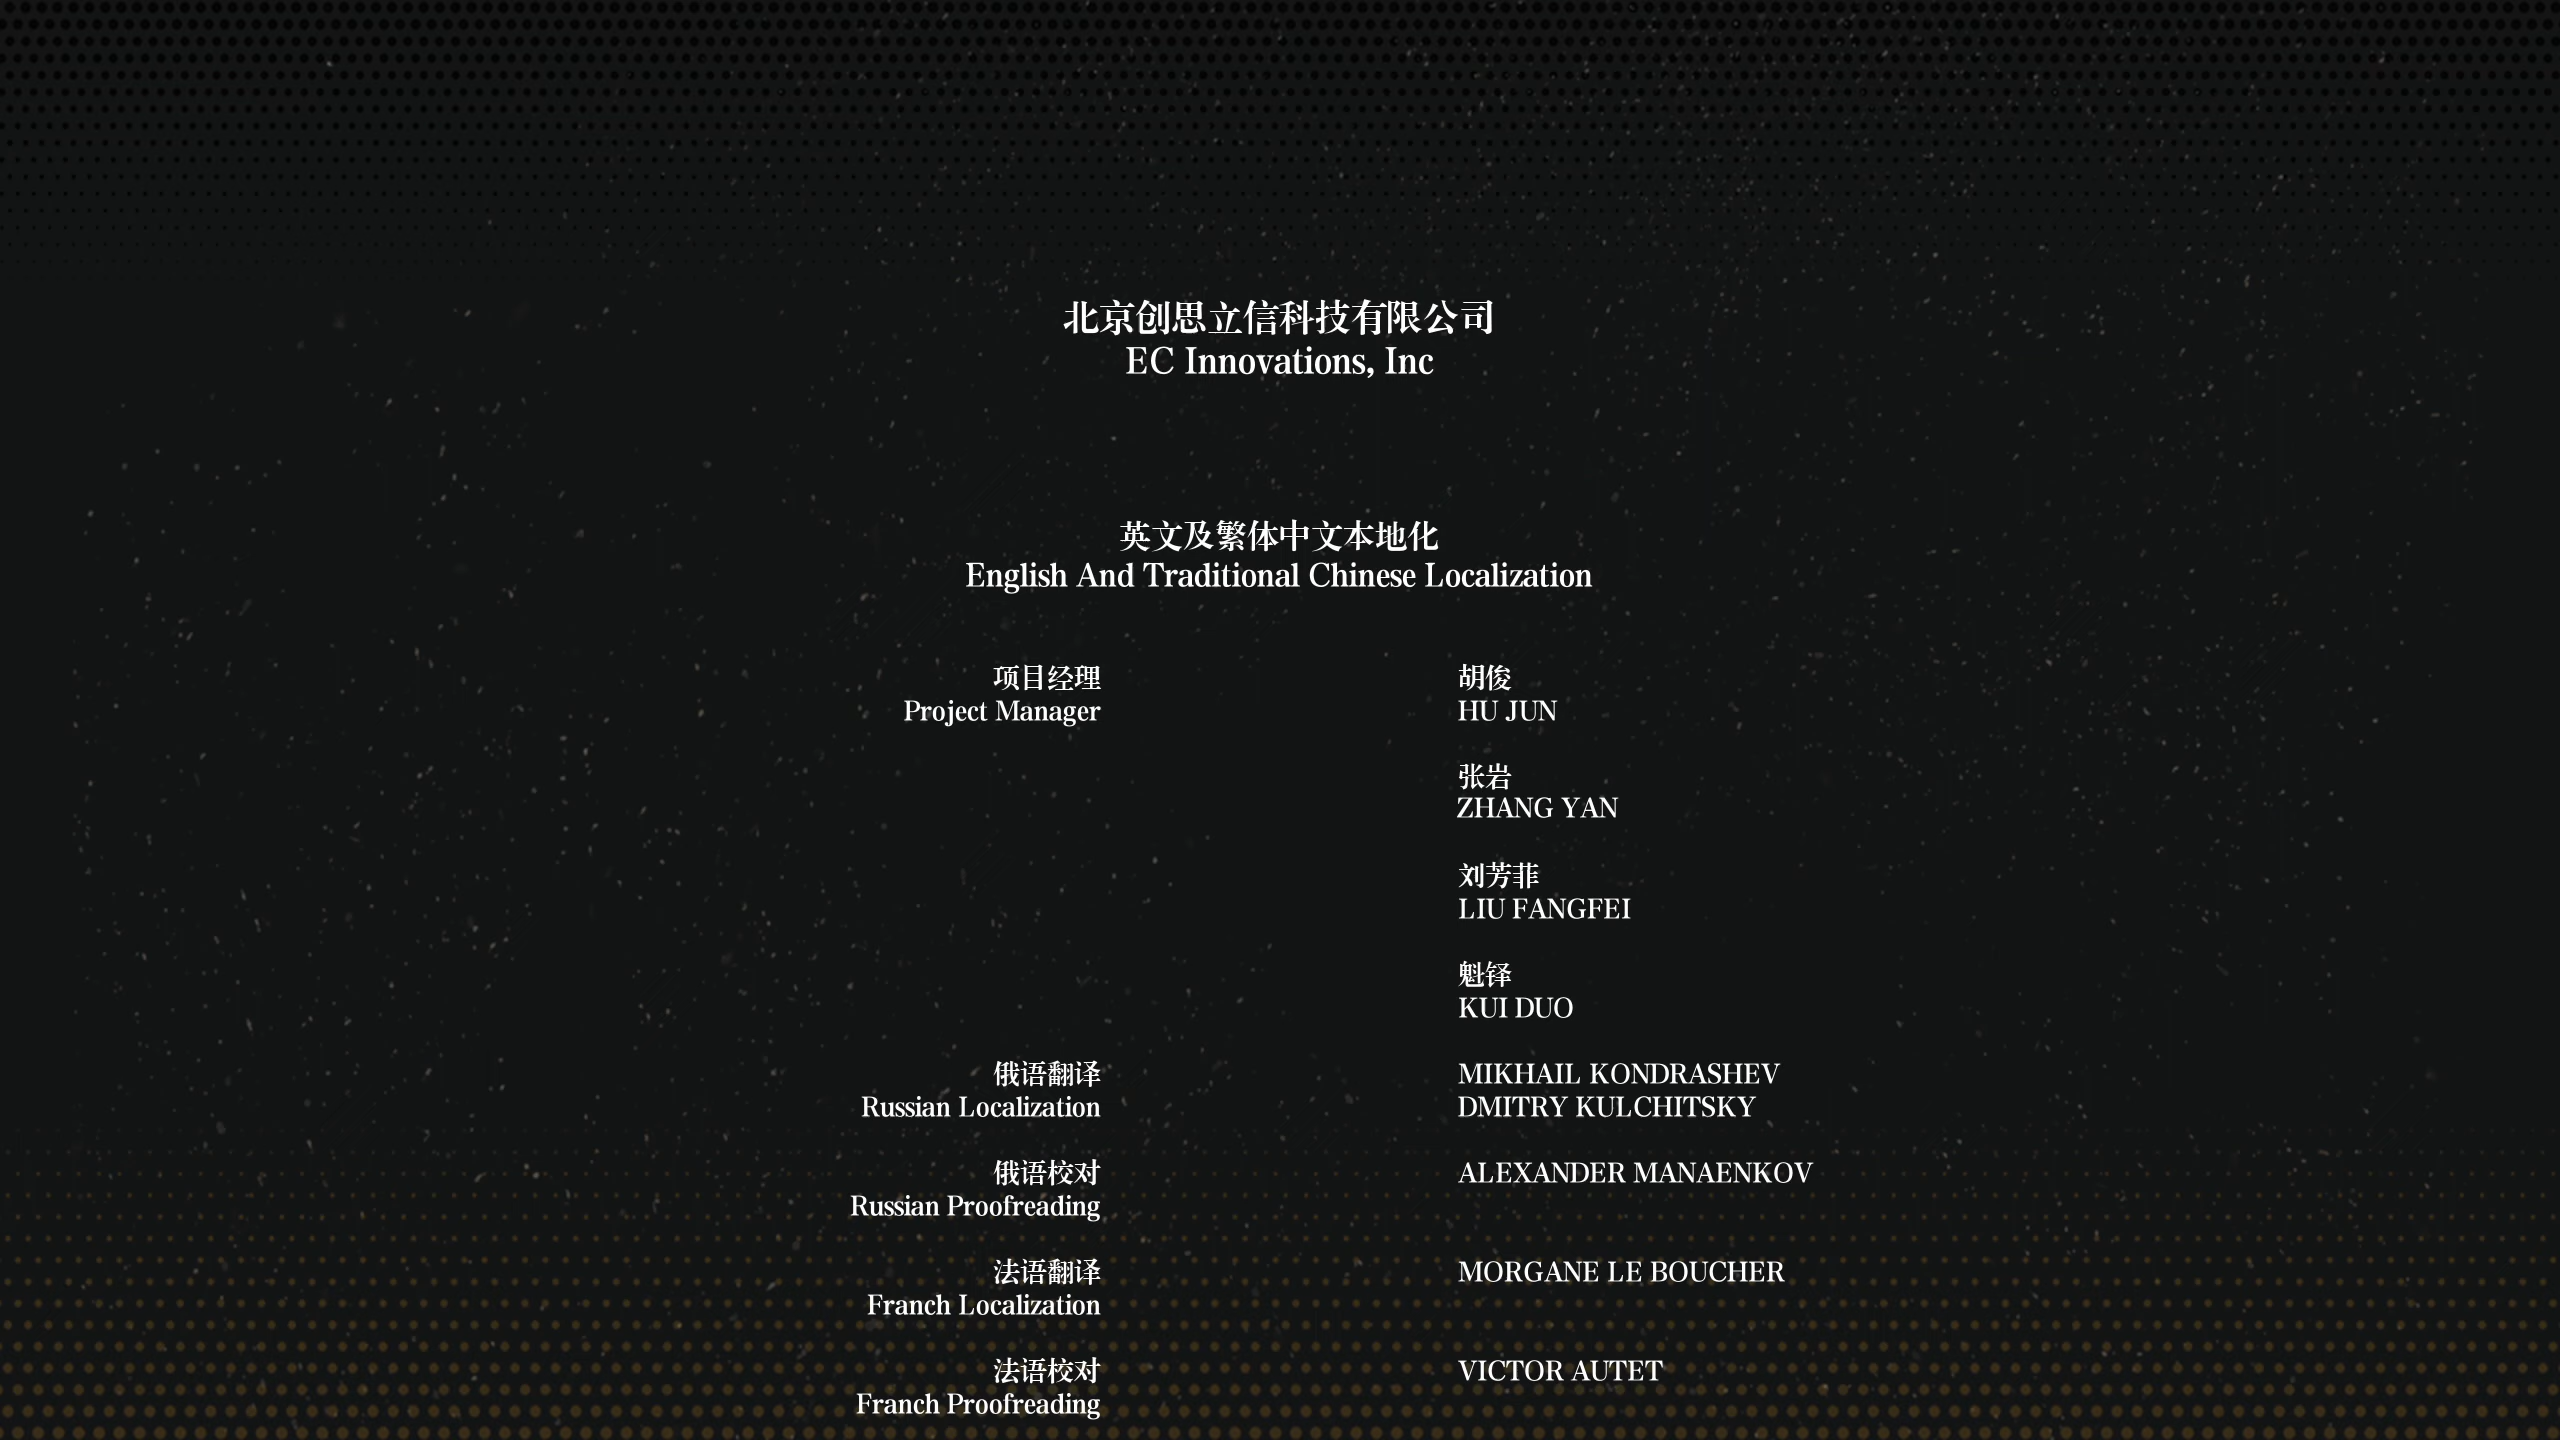 北京创思立信科技有限公司
EC Innovations, Inc
英文及繁体中文本地化
English And Traditional Chinese Localization
项目经理
Project Manager
胡俊
HU JUN
张岩
ZHANG YAN
刘芳菲
LIU FANGFEI
魁铎
KUI DUO
俄语翻译
Russian Localization
MIKHAIL KONDRASHEV
DMITRY KULCHITSKY
俄语校对
Russian Proofreading
ALEXANDER MANAENKOV
法语翻译
Franch Localization
MORGANE LE BOUCHER
法语校对
Franch Proofreading
VICTOR AUTET